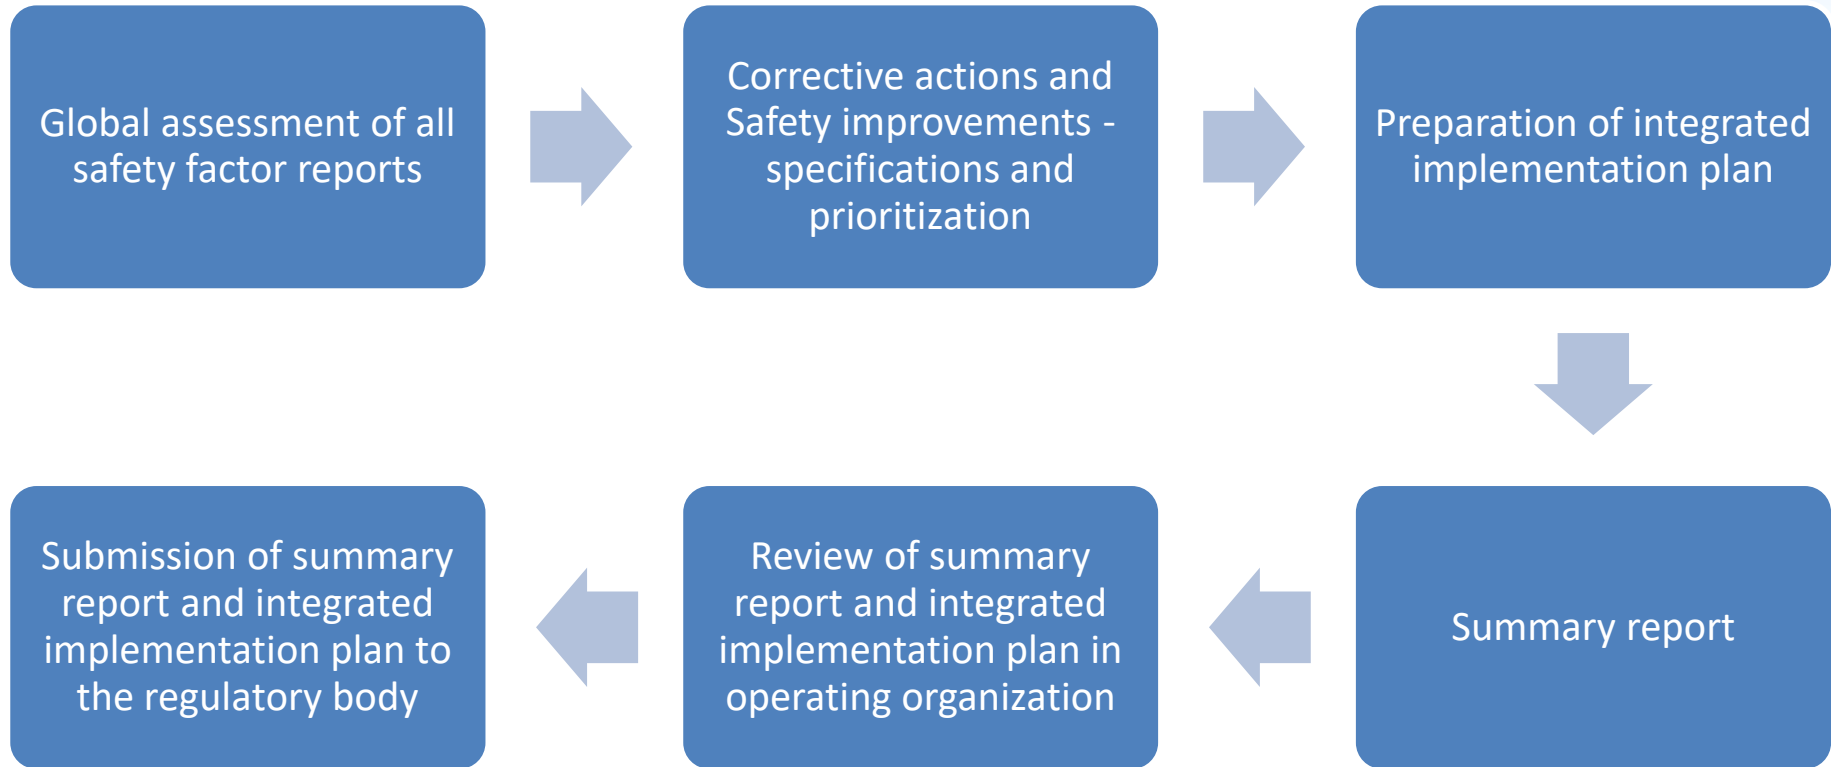 Global assessment of all
safety factor reports
Corrective actions and
Safety improvements -
specifications and
prioritization
Preparation of integrated
implementation plan
Summary report
Review of summary
report and integrated
implementation plan in
operating organization
Submission of summary
report and integrated
implementation plan to
the regulatory body